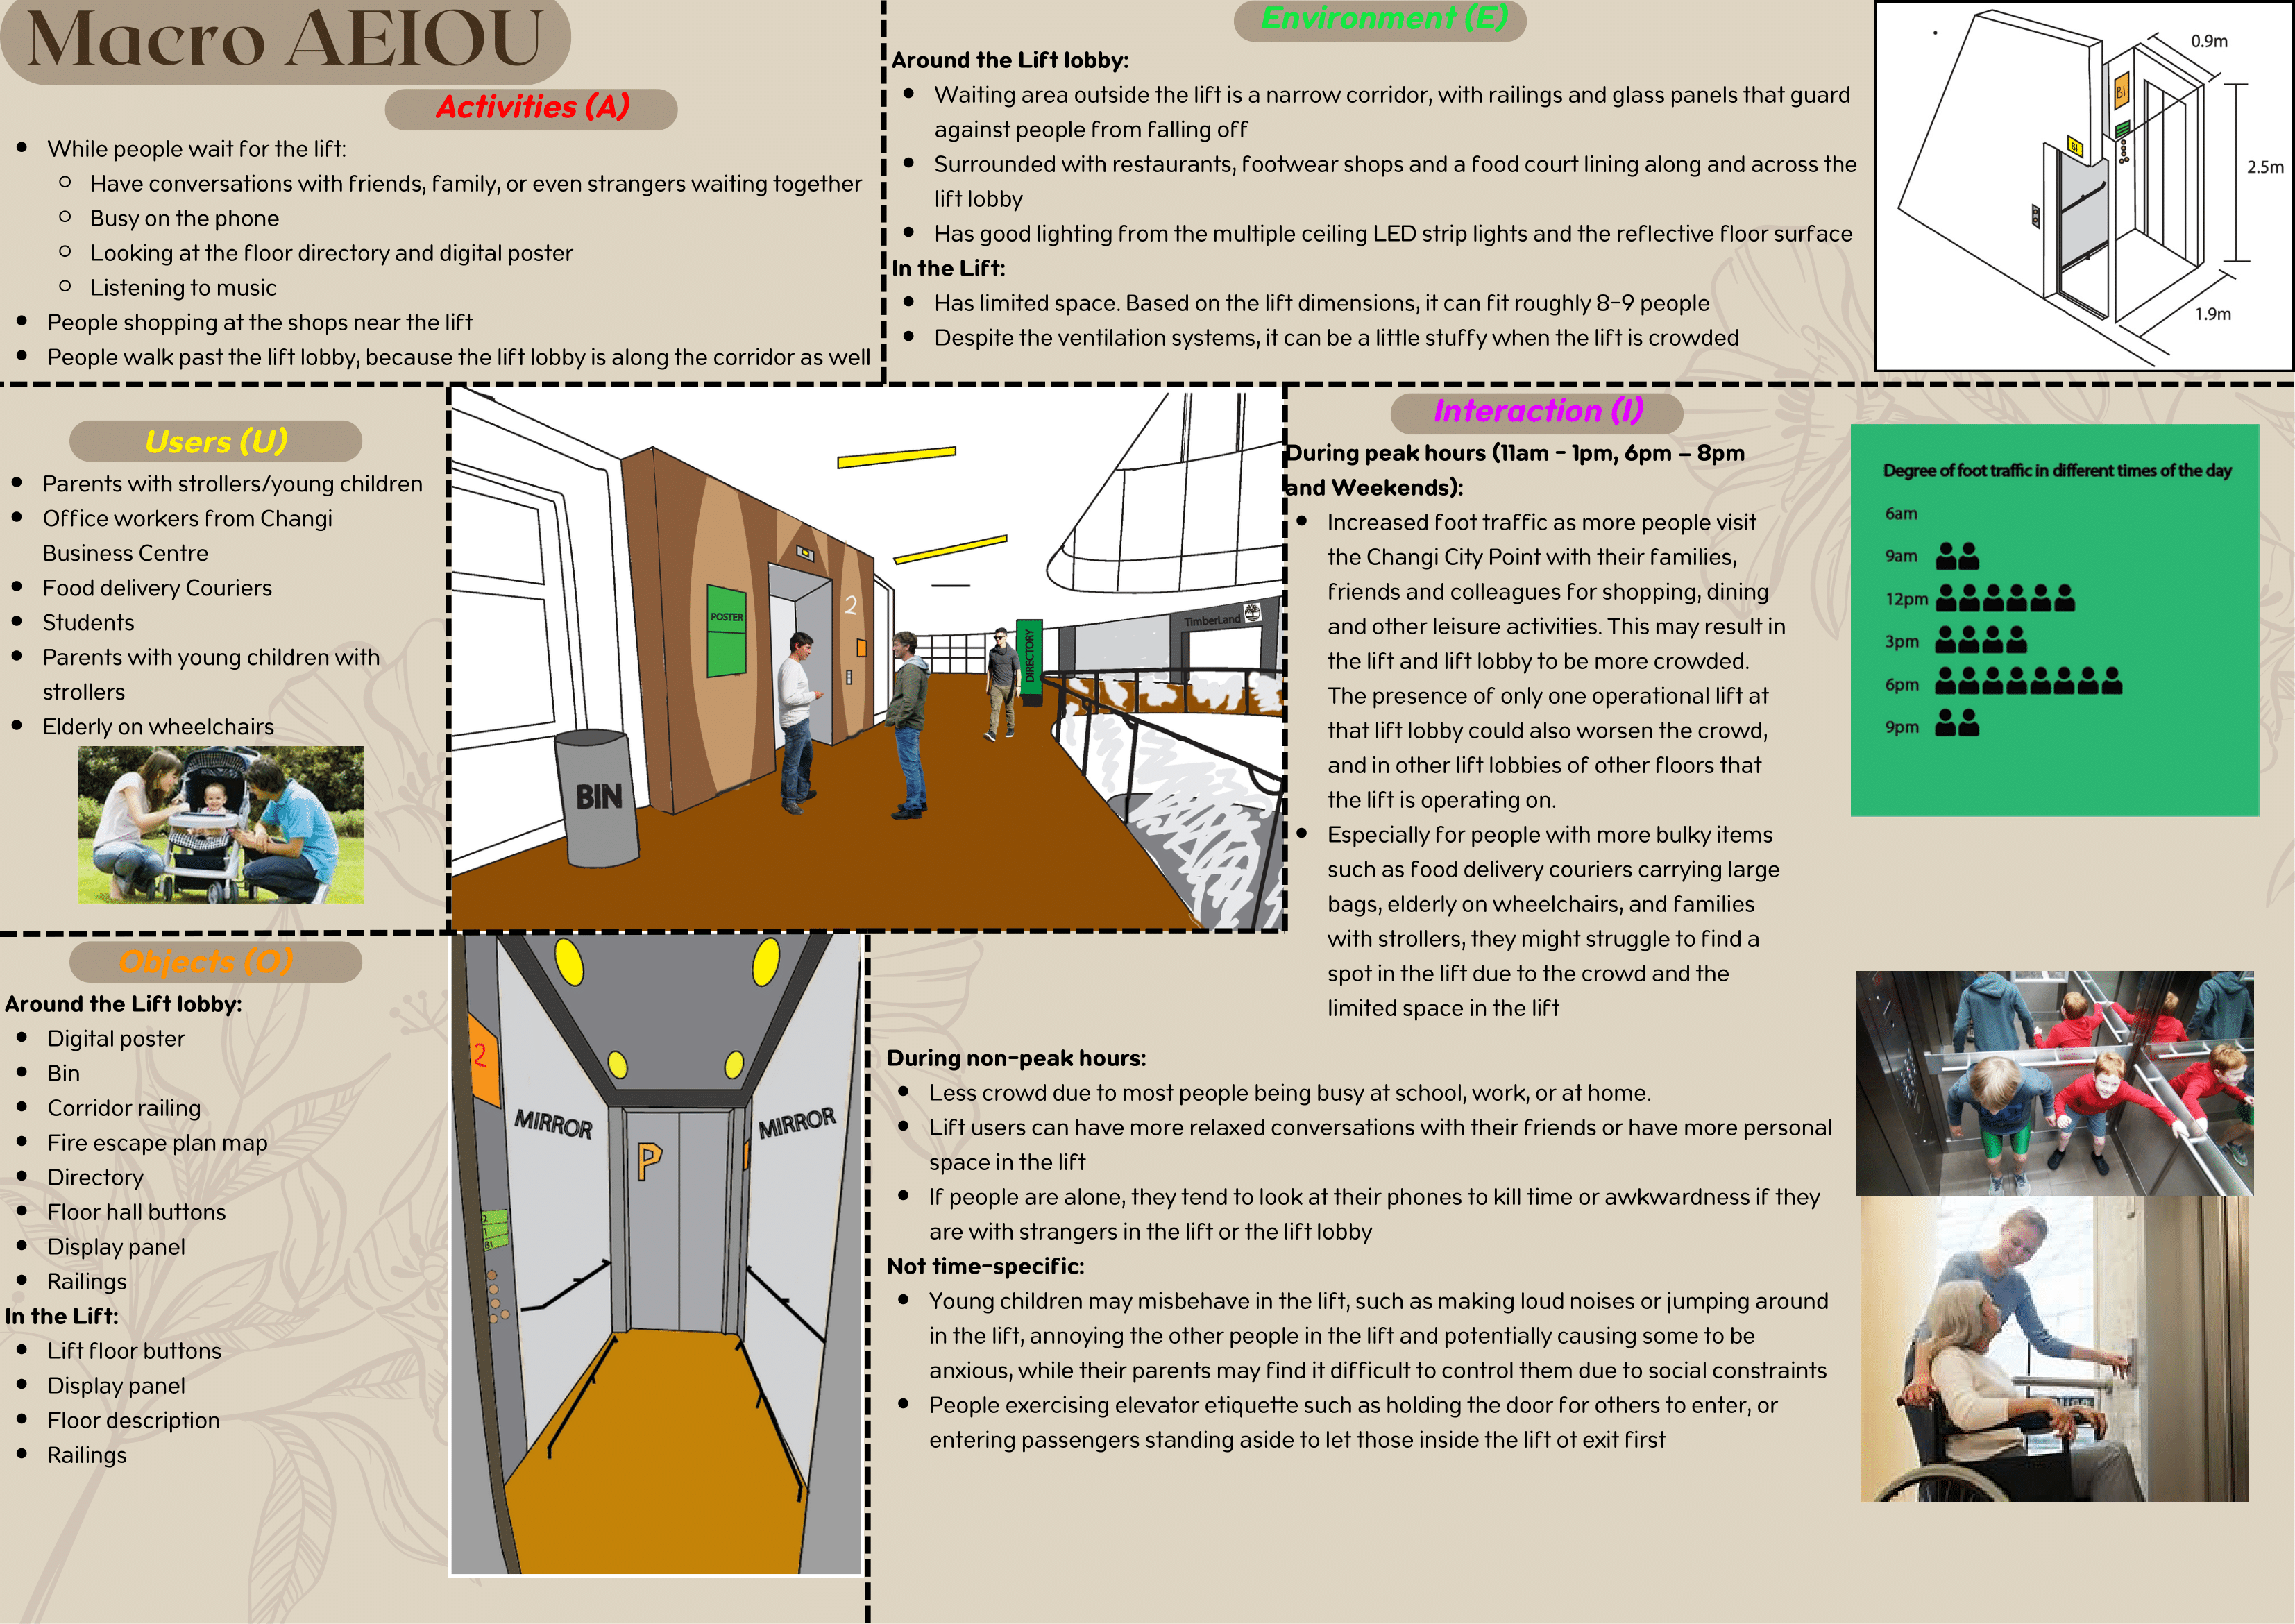 Macro AEIOU
Activities (A)
While people wait for the lift:
Have conversations with friends, family, or even strangers waiting together
Busy on the phone
Looking at the floor directory and digital poster
Listening to music
People shopping at the shops near the lift
People walk past the lift lobby, because the lift lobby is along the corridor as well
Environment (E)
Around the Lift lobby:
Waiting area outside the lift is a narrow corridor, with railings and glass panels that guard
against people from falling off
Surrounded with restaurants, footwear shops and a food court lining along and across the
lift lobby
Has good lighting from the multiple ceiling LED strip lights and the reflective floor surface
In the Lift:
Has limited space. Based on the lift dimensions, it can fit roughly 8-9 people
Despite the ventilation systems, it can be a little stuffy when the lift is crowded
0.9m
B1
B1
2.5m
1.9m
Users (U)
Parents with strollers/young children
Office workers from Changi
Business Centre
Food delivery Couriers
Students
Parents with young children with
strollers
Elderly on wheelchairs
POSTER
2
DIRECTORY
TimberLand
BIN
Interaction (I)
During peak hours (11am - 1pm, 6pm – 8pm
and Weekends):
Increased foot traffic as more people visit
the Changi City Point with their families,
friends and colleagues for shopping, dining
and other leisure activities. This may result in
the lift and lift lobby to be more crowded.
The presence of only one operational lift at
that lift lobby could also worsen the crowd,
and in other lift lobbies of other floors that
the lift is operating on.
Especially for people with more bulky items
such as food delivery couriers carrying large
bags, elderly on wheelchairs, and families
with strollers, they might struggle to find a
spot in the lift due to the crowd and the
limited space in the lift
Degree of foot traffic in different times of the day
6am
9am
12pm
3pm
6pm
9pm
Objects (O)
Around the Lift lobby:
Digital poster
Bin
Corridor railing
Fire escape plan map
Directory
Floor hall buttons
Display panel
Railings
In the Lift:
Lift floor buttons
Display panel
Floor description
Railings
2
MIRROR
MIRROR
P
2
1
B1
During non-peak hours:
Less crowd due to most people being busy at school, work, or at home.
Lift users can have more relaxed conversations with their friends or have more personal
space in the lift
If people are alone, they tend to look at their phones to kill time or awkwardness if they
are with strangers in the lift or the lift lobby
Not time-specific:
Young children may misbehave in the lift, such as making loud noises or jumping around
in the lift, annoying the other people in the lift and potentially causing some to be
anxious, while their parents may find it difficult to control them due to social constraints
People exercising elevator etiquette such as holding the door for others to enter, or
entering passengers standing aside to let those inside the lift ot exit first